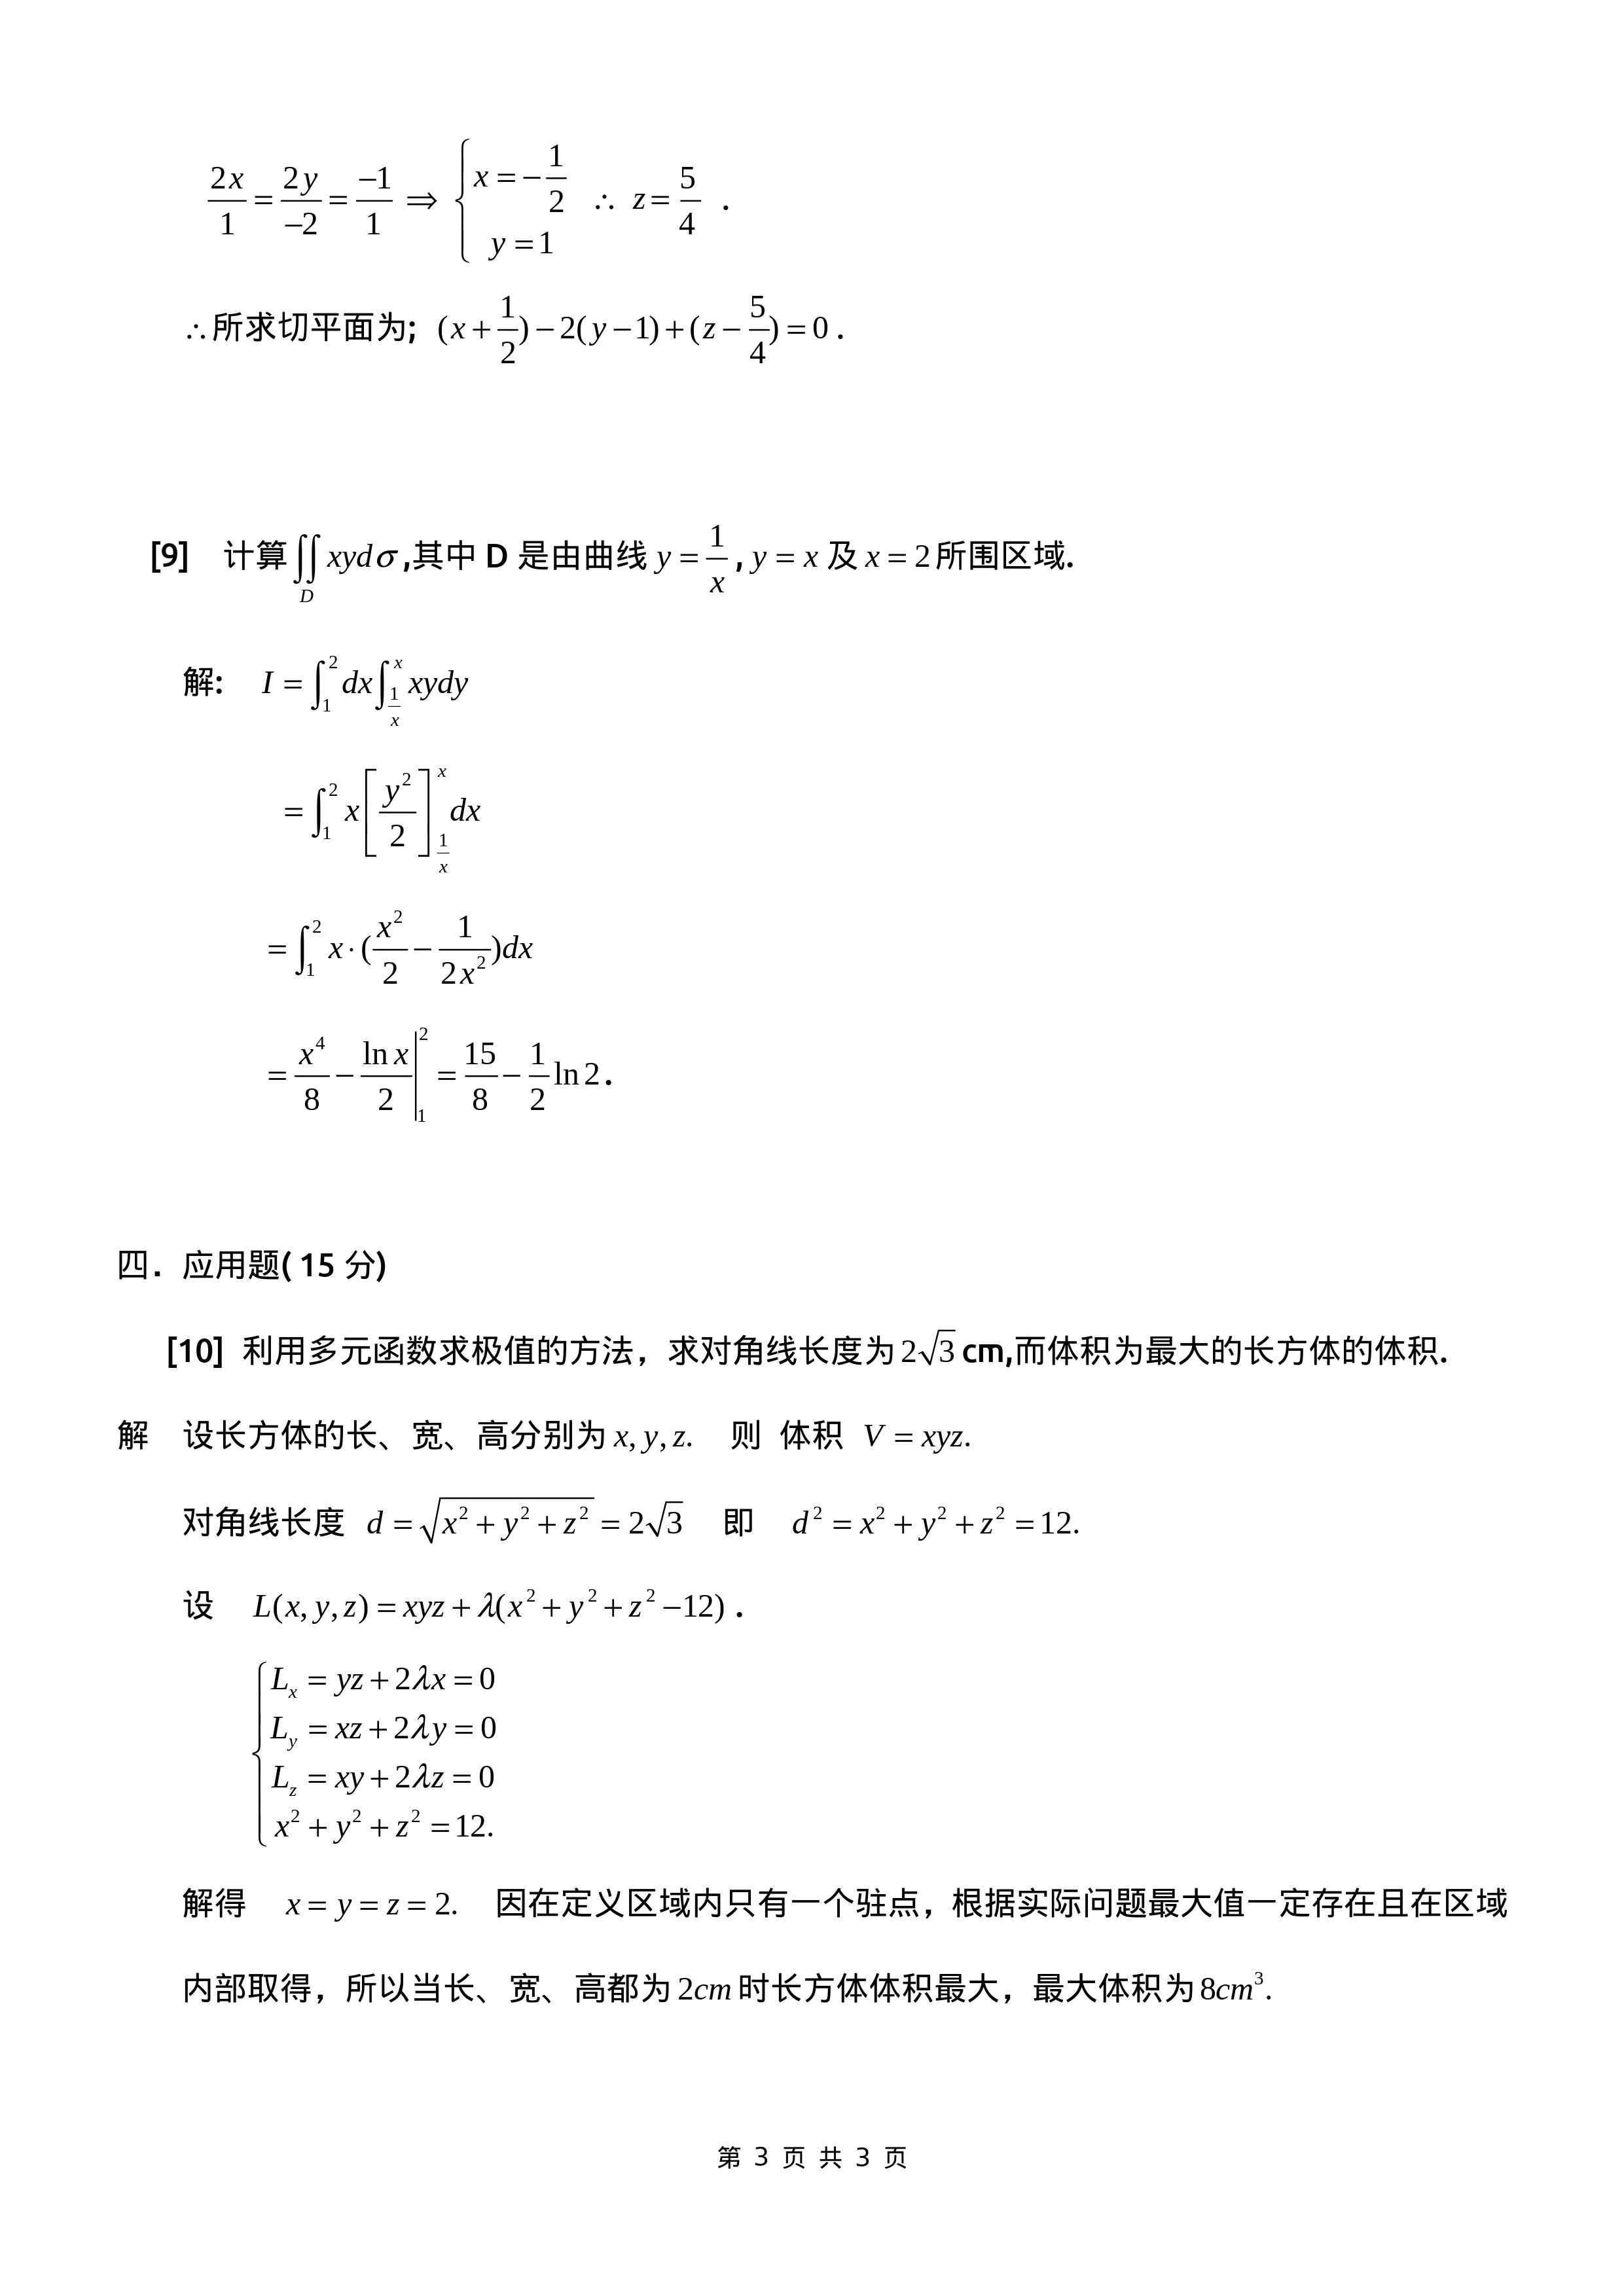 $\frac{2x}{1}=\frac{2y}{-2}=\frac{-1}{1}\Rightarrow\begin{cases}x=-\frac{1}{2}\\y=1\end{cases}\therefore z=\frac{5}{4}$ .
∴所求切平面为; $(x+\frac{1}{2})-2(y-1)+(z-\frac{5}{4})=0$ .
[9] 计算$\iint\limits_{D}xyd\sigma$,其中 D 是由曲线 $y=\frac{1}{x}$ , $y=x$ 及 $x=2$ 所围区域.
解: $I=\int_{1}^{2}dx\int_{\frac{1}{x}}^{x}xydy$
$=\int_{1}^{2}x\left[\frac{y^2}{2}\right]_{\frac{1}{x}}^{x}dx$
$=\int_{1}^{2}x\cdot(\frac{x^2}{2}-\frac{1}{2x^2})dx$
$=\frac{x^4}{8}-\left.\frac{\ln x}{2}\right|_{1}^{2}=\frac{15}{8}-\frac{1}{2}\ln 2$ .
四．应用题( 15 分)
[10] 利用多元函数求极值的方法，求对角线长度为 $2\sqrt{3}$ cm,而体积为最大的长方体的体积.
解 设长方体的长、宽、高分别为 $x,y,z.$ 则 体积 $V=xyz.$
对角线长度 $d=\sqrt{x^2+y^2+z^2}=2\sqrt{3}$ 即 $d^2=x^2+y^2+z^2=12.$
设 $L(x,y,z)=xyz+\lambda(x^2+y^2+z^2-12)$ .
$\begin{cases}L_x=yz+2\lambda x=0\\L_y=xz+2\lambda y=0\\L_z=xy+2\lambda z=0\\x^2+y^2+z^2=12.\end{cases}$
解得 $x=y=z=2.$ 因在定义区域内只有一个驻点，根据实际问题最大值一定存在且在区域
内部取得，所以当长、宽、高都为 $2cm$ 时长方体体积最大，最大体积为 $8cm^3.$
第 3 页 共 3 页